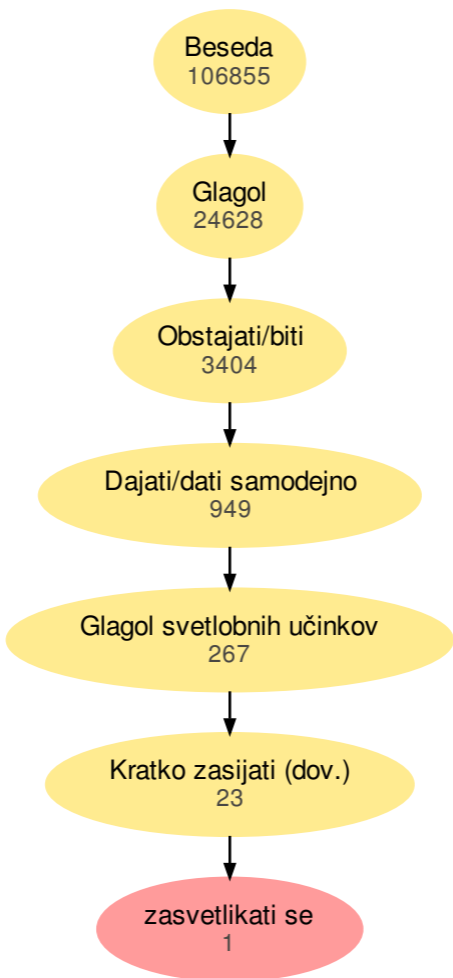 Beseda
106855
Glagol
24628
Obstajati/biti
3404
Dajati/dati samodejno
949
Glagol svetlobnih učinkov
267
Kratko zasijati (dov.)
23
zasvetlikati se
1